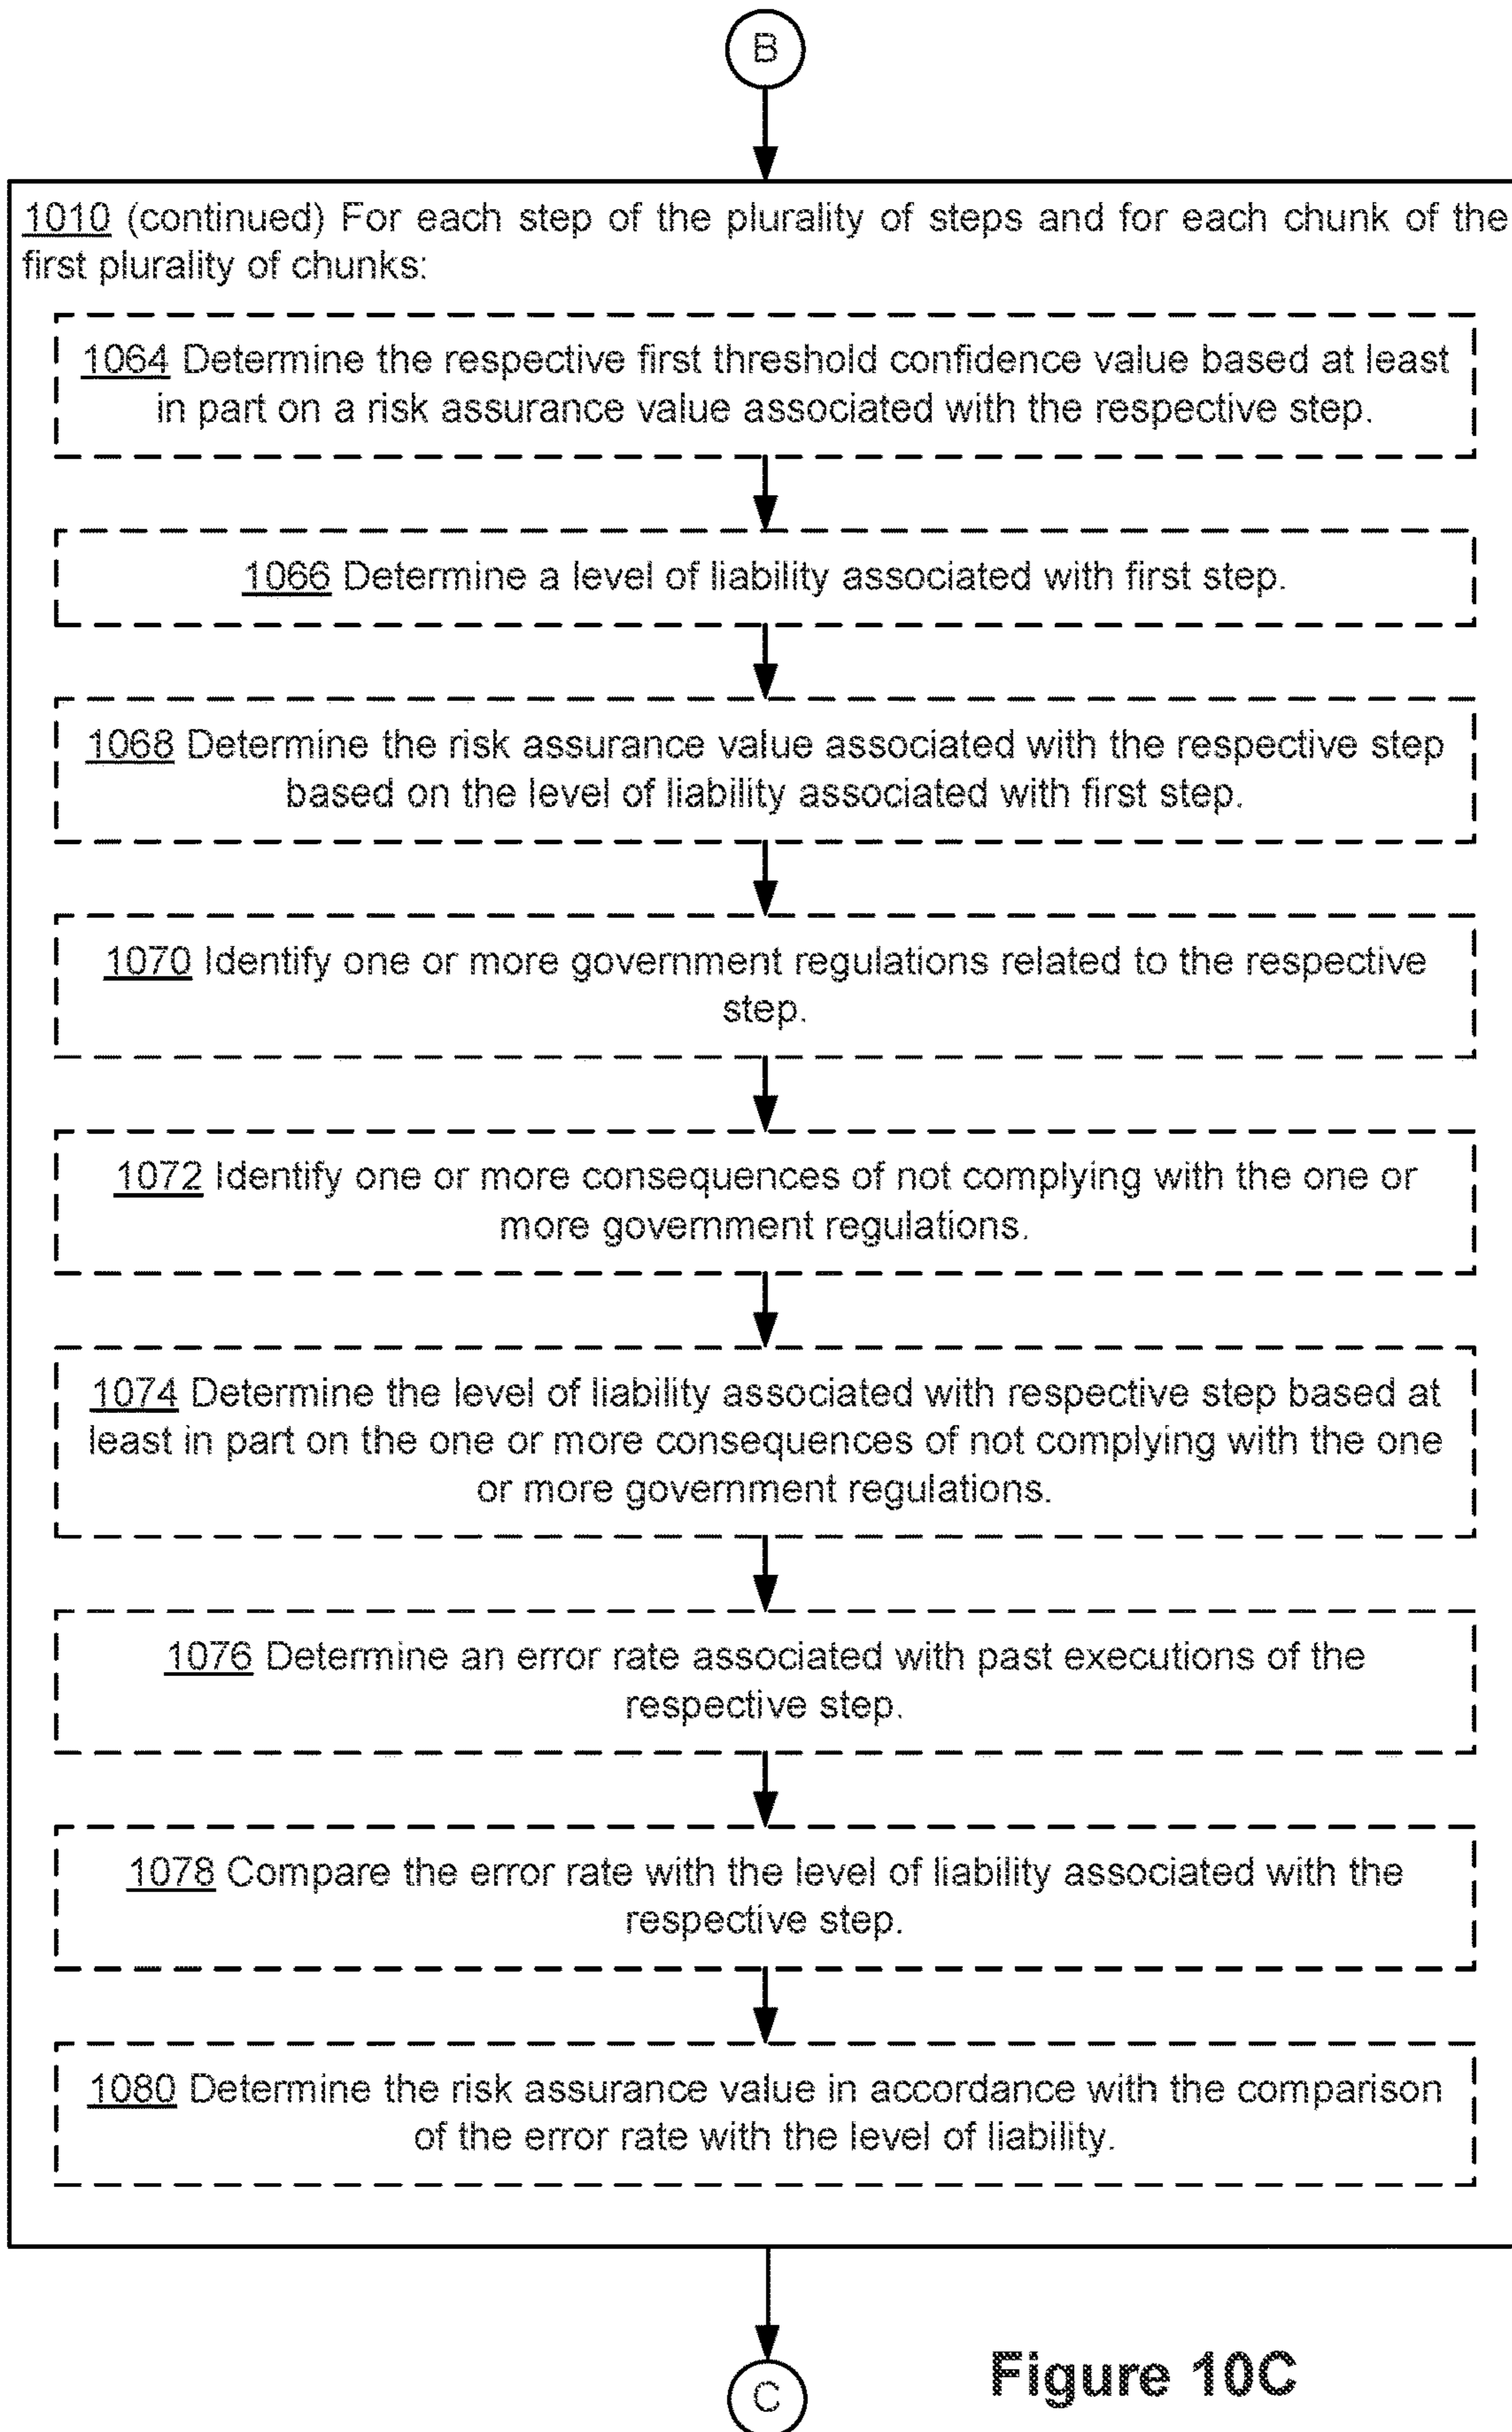 B
1010 (continued) For each step of the plurality of steps and for each chunk of the
first plurality of chunks:
1064 Determine the respective first threshold confidence value based at least
in part on a risk assurance value associated with the respective step.
1066 Determine a level of liability associated with first step.
1068 Determine the risk assurance value associated with the respective step
based on the level of liability associated with first step.
1070 Identify one or more government regulations related to the respective
step.
1072 Identify one or more consequences of not complying with the one or
more government regulations.
1074 Determine the level of liability associated with respective step based at
least in part on the one or more consequences of not complying with the one
or more government regulations.
1076 Determine an error rate associated with past executions of the
respective step.
1078 Compare the error rate with the level of liability associated with the
respective step.
1080 Determine the risk assurance value in accordance with the comparison
of the error rate with the level of liability.
C
Figure 10C